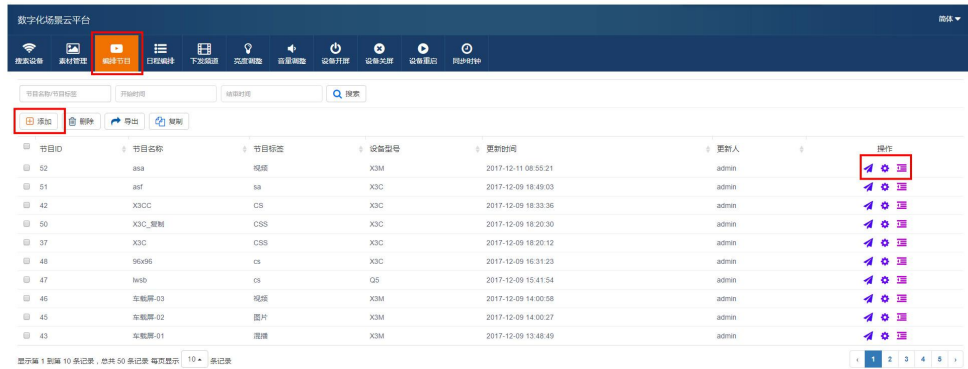 数字化场景云平台 简体
搜索设备 素材管理 编排节目 日程编排 下发频道 亮度调整 音量调整 设备开屏 设备关屏 设备重启 同步时钟
节目名称/节目标签 开始时间 结束时间 搜索
添加 删除 导出 复制
节目ID 节目名称 节目标签 设备型号 更新时间 更新人 操作
52 asa 视频 X3M 2017-12-11 08:55:21 admin
51 asf sa X3C 2017-12-09 18:49:03 admin
42 X3CC CS X3C 2017-12-09 18:33:36 admin
50 X3C_复制 CSS X3C 2017-12-09 18:20:30 admin
37 X3C CSS X3C 2017-12-09 18:20:12 admin
48 96x96 cs X3C 2017-12-09 16:31:23 admin
47 lwsb cs Q5 2017-12-09 15:41:54 admin
46 车载屏-03 视频 X3M 2017-12-09 14:00:58 admin
45 车载屏-02 图片 X3M 2017-12-09 14:00:27 admin
43 车载屏-01 混播 X3M 2017-12-09 13:48:49 admin
显示第 1 到第 10 条记录，总共 50 条记录 每页显示 10 条记录 ‹ 1 2 3 4 5 ›